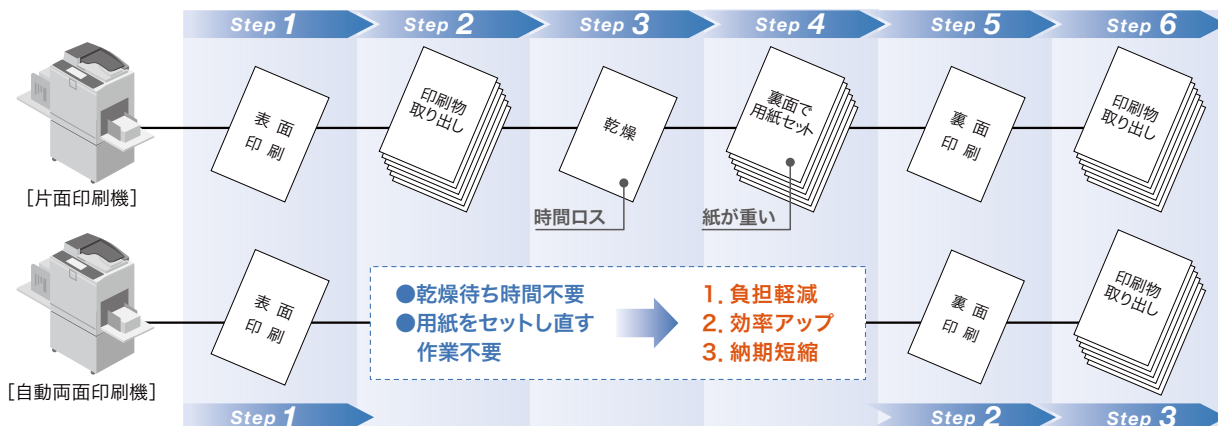 Step 1
Step 2
Step 3
Step 4
Step 5
Step 6
表面
印刷
印刷物
取り出し
乾燥
裏面で
用紙セット
裏面
印刷
印刷物
取り出し
[片面印刷機]
時間ロス
紙が重い
表面
印刷
●乾燥待ち時間不要
●用紙をセットし直す
作業不要
1. 負担軽減
2. 効率アップ
3. 納期短縮
裏面
印刷
印刷物
取り出し
[自動両面印刷機]
Step 1
Step 2
Step 3